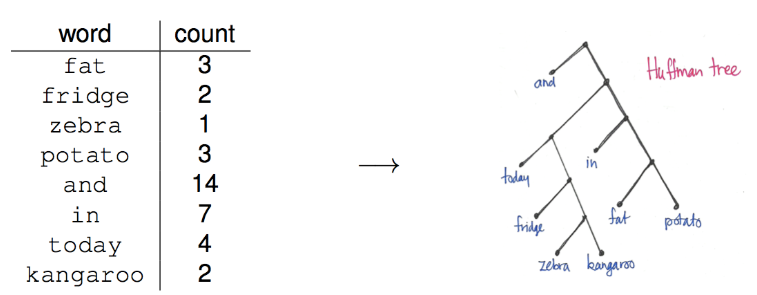 word count
fat 3
fridge 2
zebra 1
potato 3
and 14
in 7
today 4
kangaroo 2
→
Huffman tree
and
in
today
fat
potato
fridge
zebra kangaroo